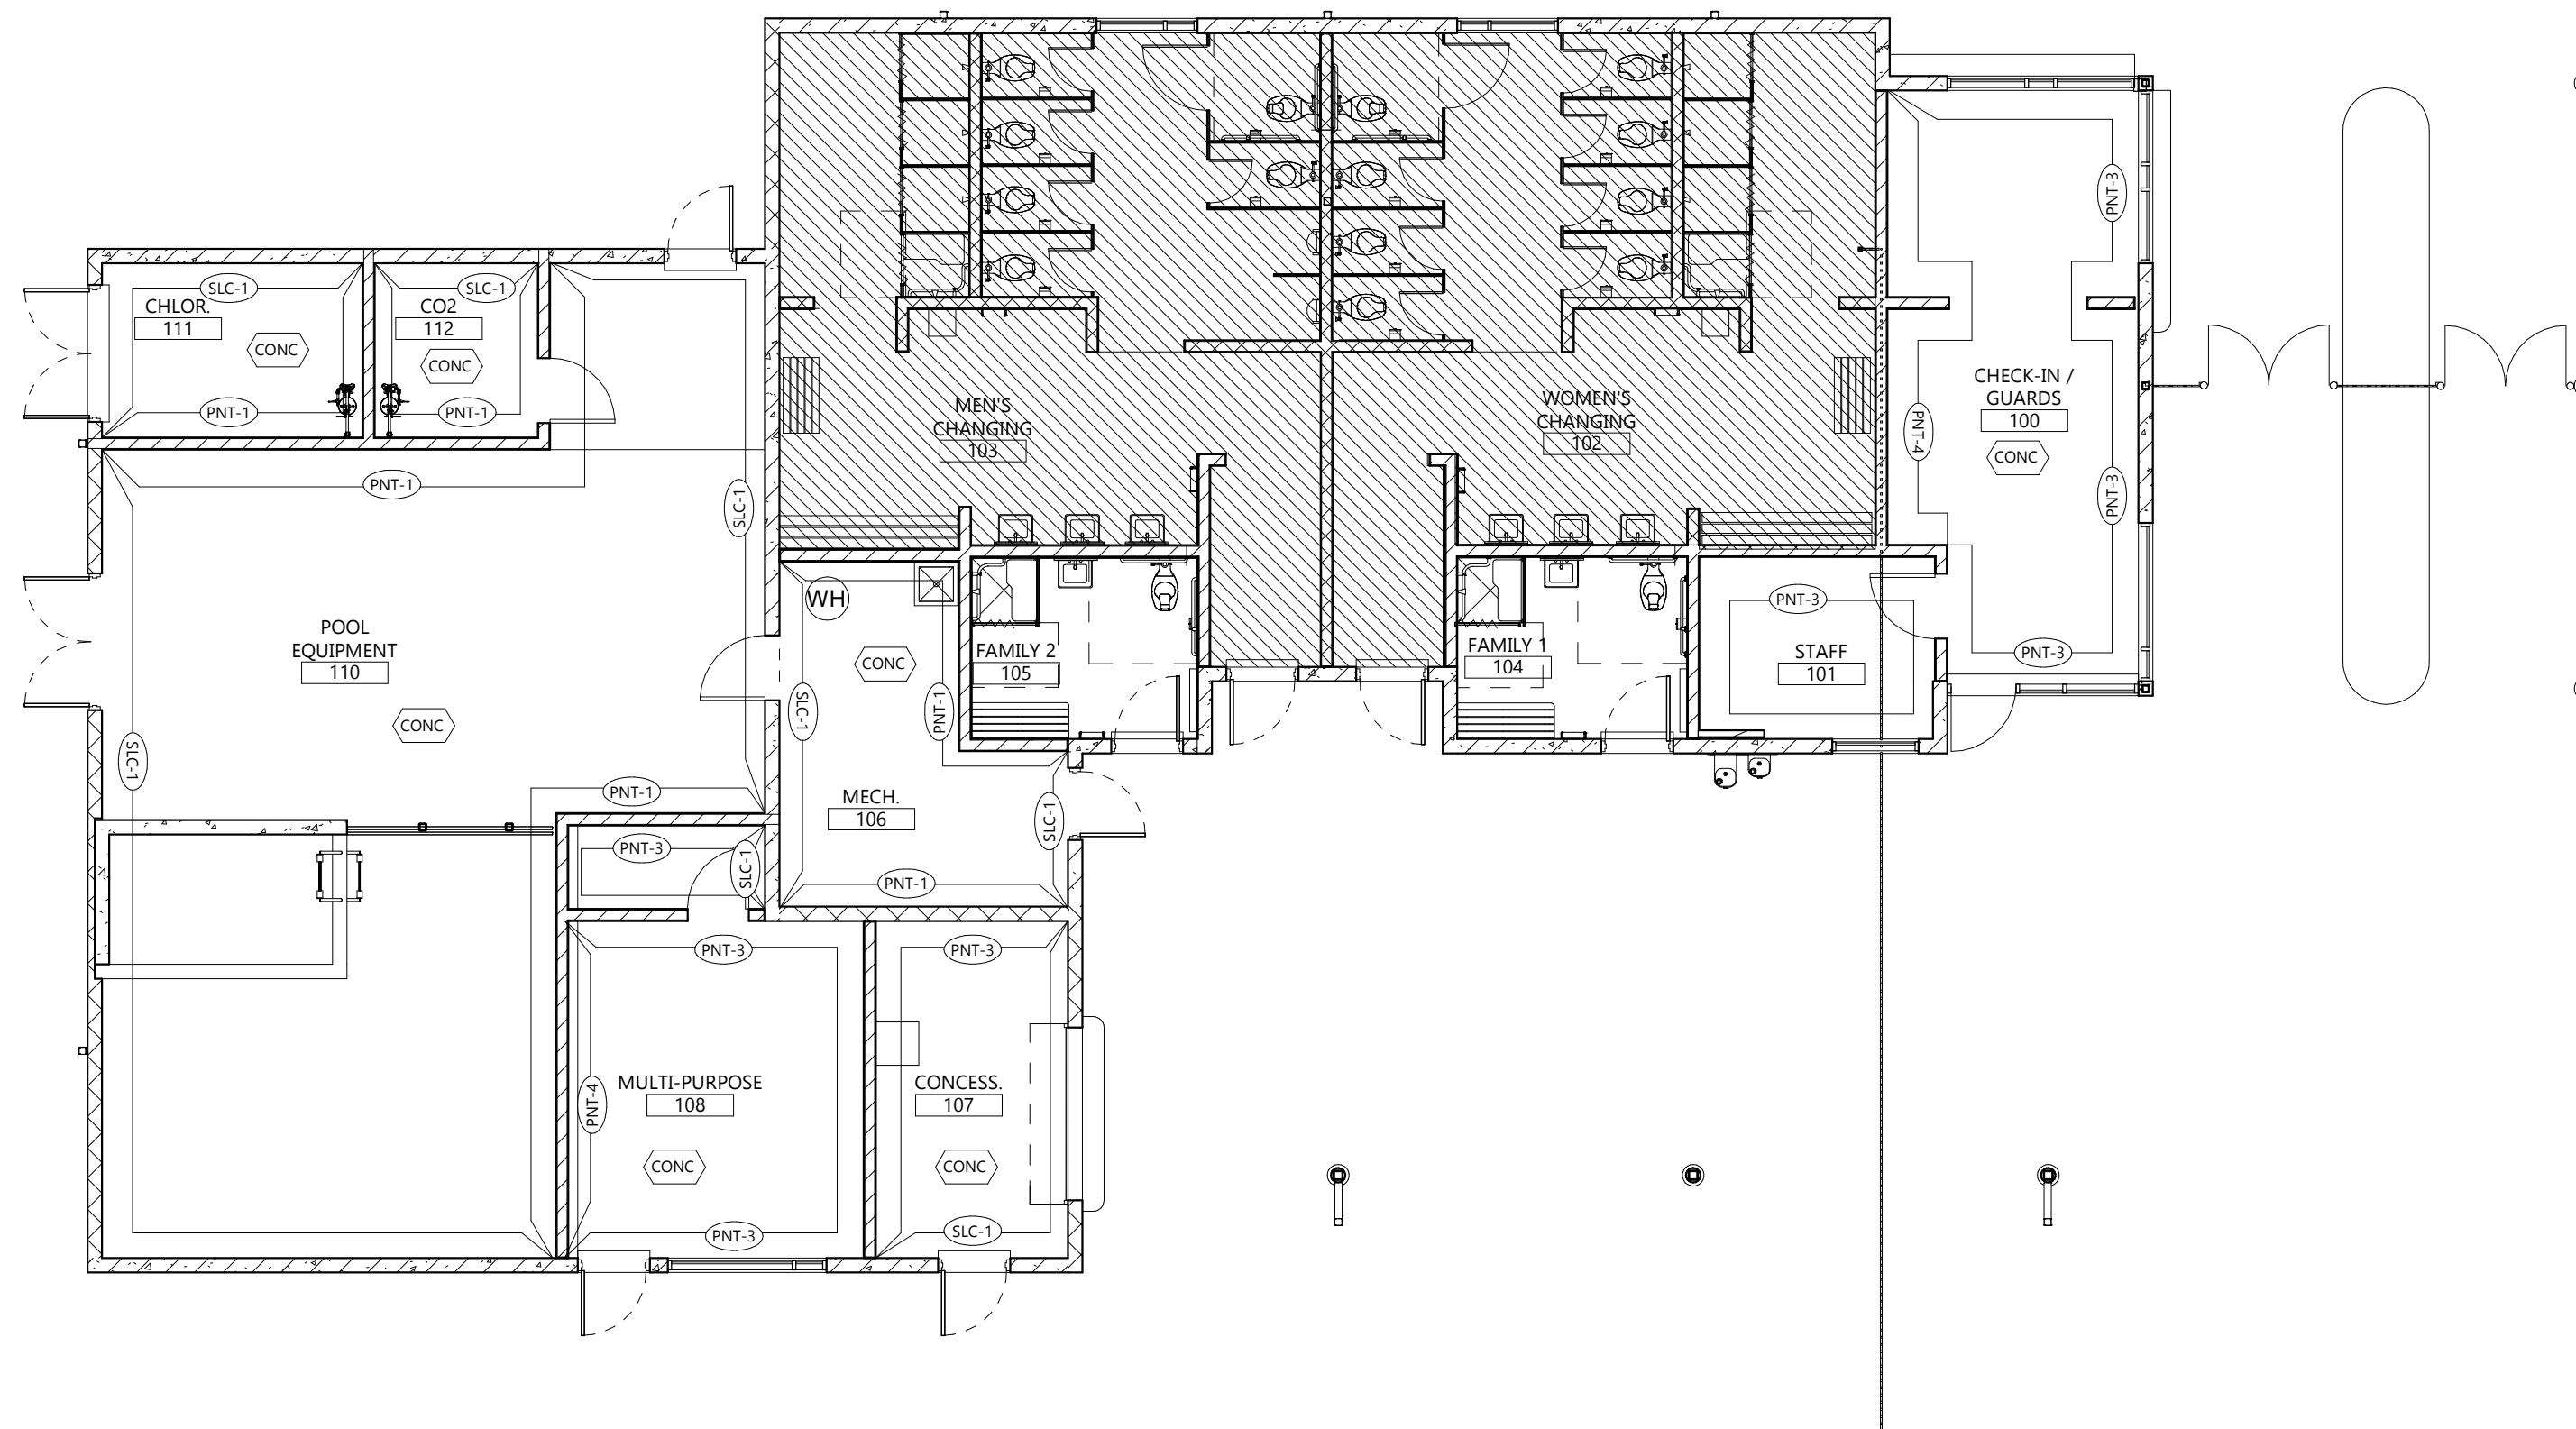 PNT-3
SLC-1
SLC-1
CHLOR.
111
CO2
112
CONC
CONC
PNT-1
PNT-1
MEN'S
CHANGING
103
WOMEN'S
CHANGING
102
CHECK-IN /
GUARDS
100
CONC
PNT-4
PNT-3
PNT-1
SLC-1
WH
PNT-3
POOL
EQUIPMENT
110
CONC
SLC-1
CONC
SLC-1
PNT-1
FAMILY 2
105
FAMILY 1
104
STAFF
101
PNT-3
PNT-1
MECH.
106
SLC-1
PNT-3
SLC-1
PNT-1
PNT-3
PNT-3
PNT-4
MULTI-PURPOSE
108
CONC
CONCESS.
107
CONC
PNT-3
SLC-1